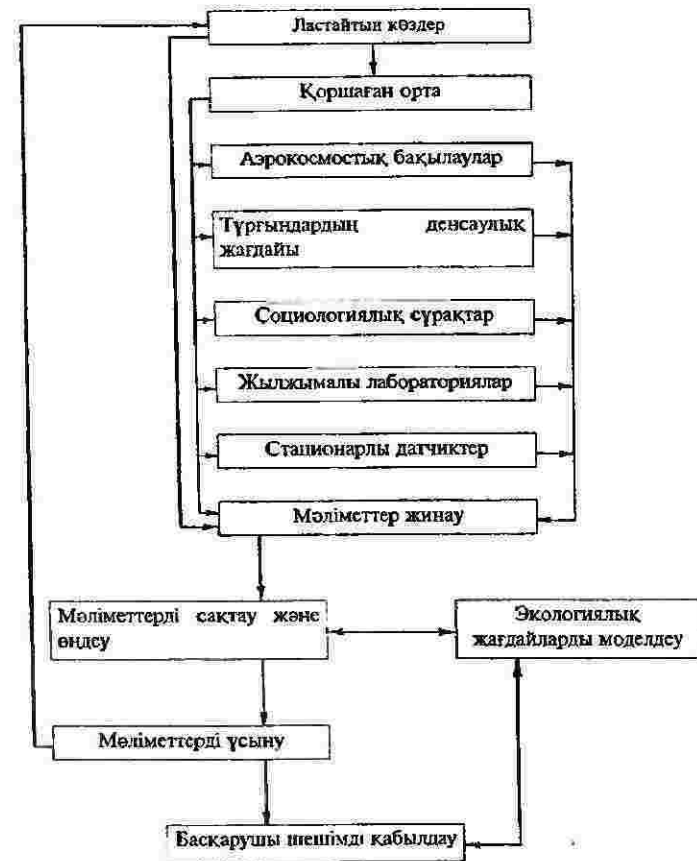 Ластайтын көздер
Қоршаған орта
Аэрокосмостық бақылаулар
Тұрғындардың денсаулық
жағдайы
Социологиялық сұрақтар
Жылжымалы лабораториялар
Стационарлы датчиктер
Мәліметтер жинау
Мәліметтерді сақтау және
өңдеу
Экологиялық
жағдайларды моделдеу
Мәліметтерді ұсыну
Басқарушы шешімді қабылдау